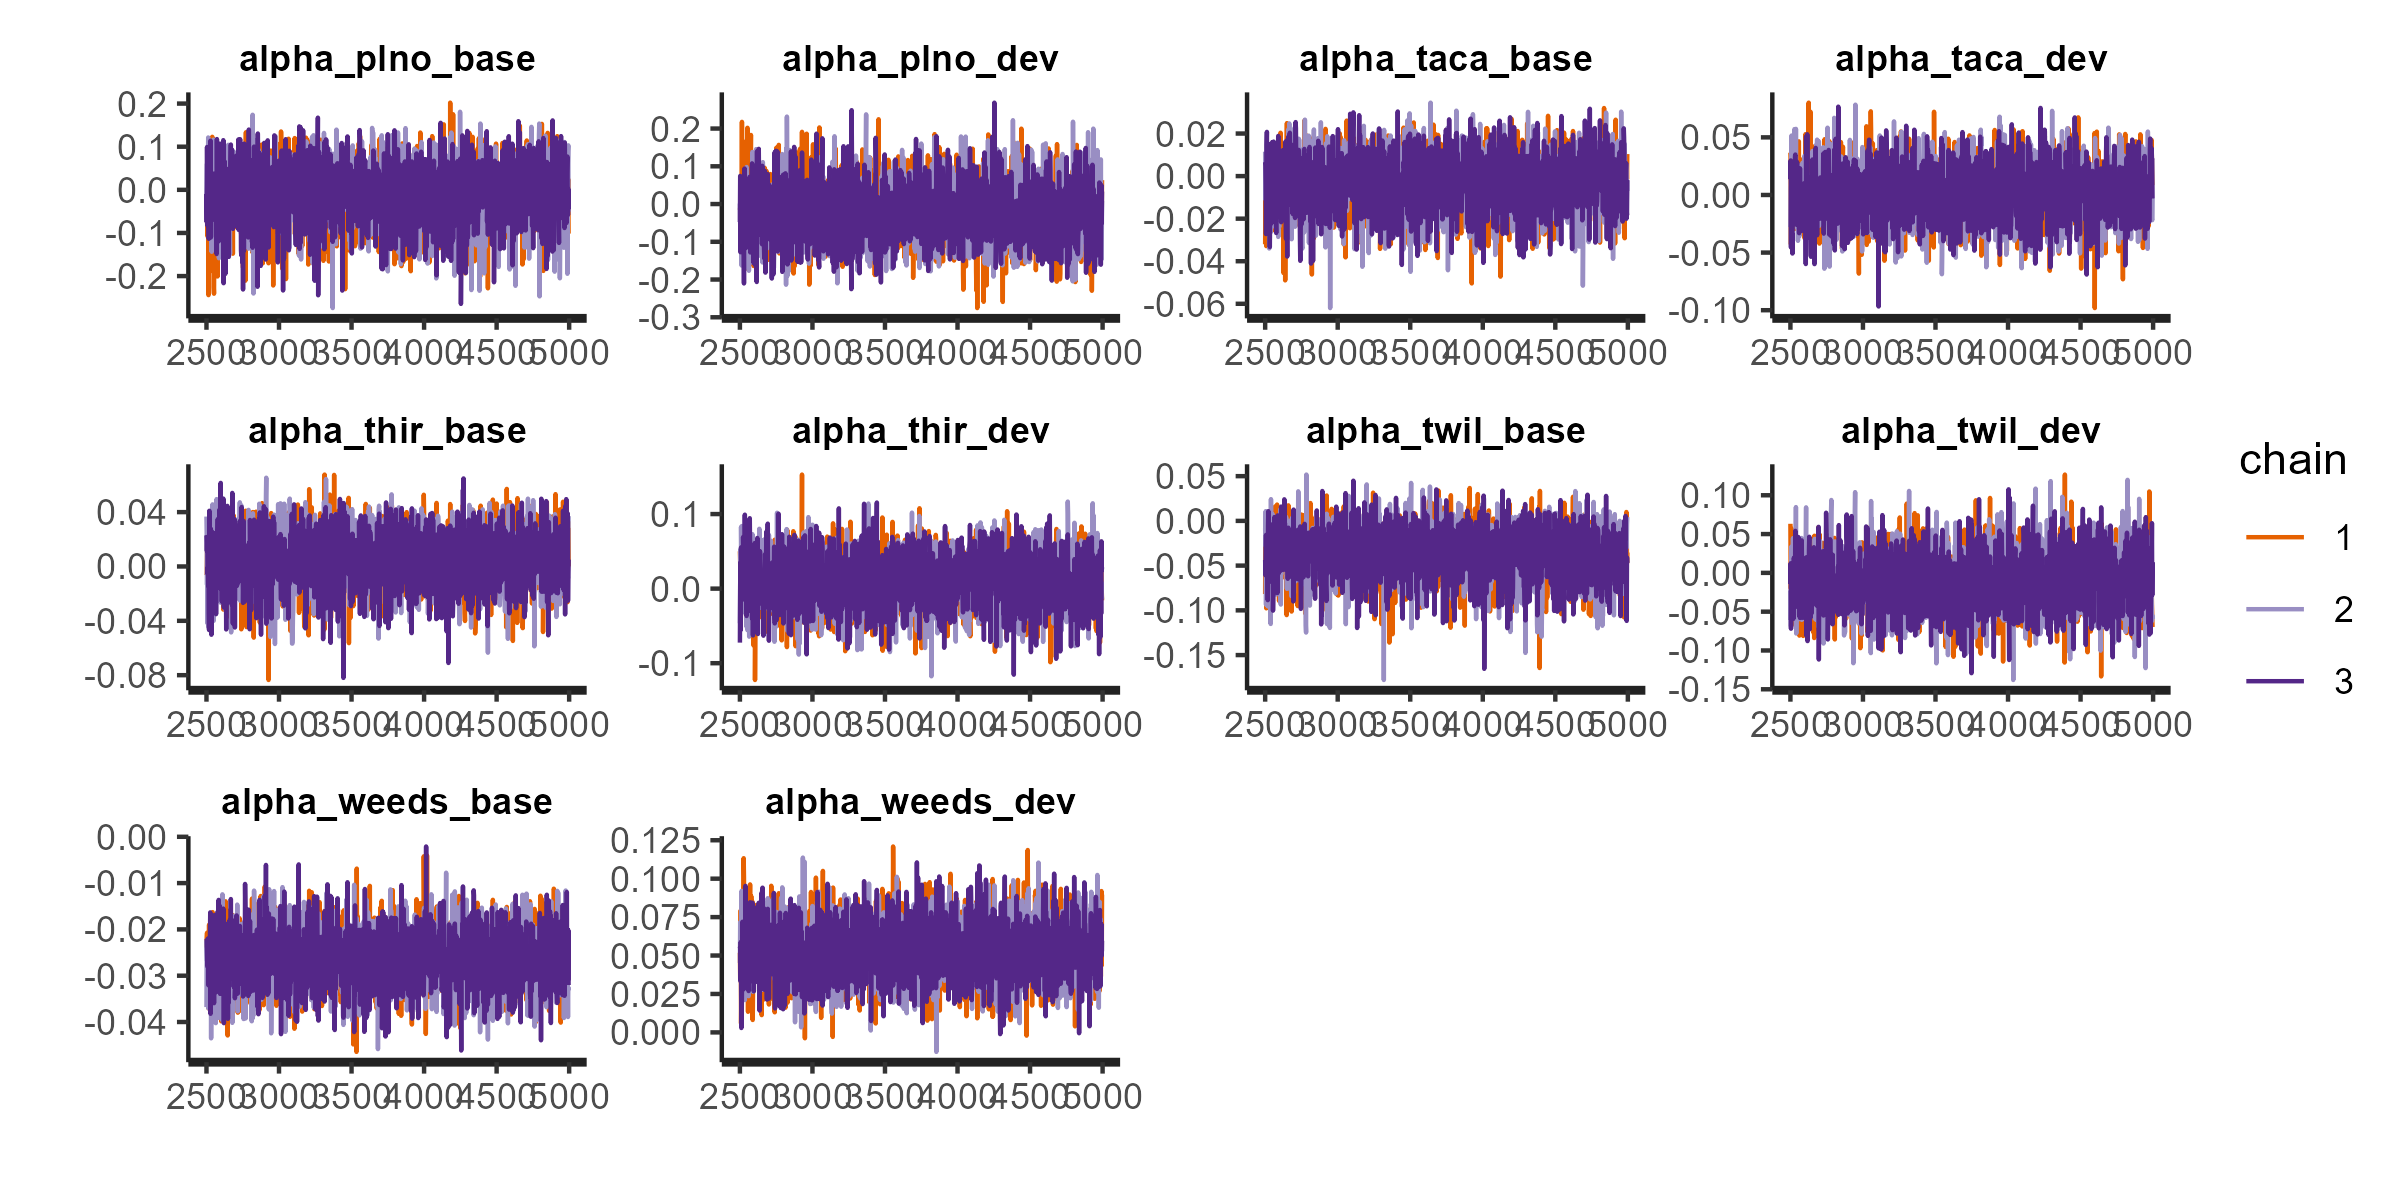 alpha_plno_base alpha_plno_dev alpha_taca_base alpha_taca_dev
0.2 0.1 0.0 -0.1 -0.2
0.2 0.1 0.0 -0.1 -0.2 -0.3
0.02 0.00 -0.02 -0.04 -0.06
0.05 0.00 -0.05 -0.10
2500 3000 3500 4000 4500 5000
2500 3000 3500 4000 4500 5000
2500 3000 3500 4000 4500 5000
2500 3000 3500 4000 4500 5000
alpha_thir_base alpha_thir_dev alpha_twil_base alpha_twil_dev
0.04 0.00 -0.04 -0.08
0.1 0.0 -0.1
0.05 0.00 -0.05 -0.10 -0.15
0.10 0.05 0.00 -0.05 -0.10 -0.15
2500 3000 3500 4000 4500 5000
2500 3000 3500 4000 4500 5000
2500 3000 3500 4000 4500 5000
2500 3000 3500 4000 4500 5000
chain
1
2
3
alpha_weeds_base alpha_weeds_dev
0.00 -0.01 -0.02 -0.03 -0.04
0.125 0.100 0.075 0.050 0.025 0.000
2500 3000 3500 4000 4500 5000
2500 3000 3500 4000 4500 5000